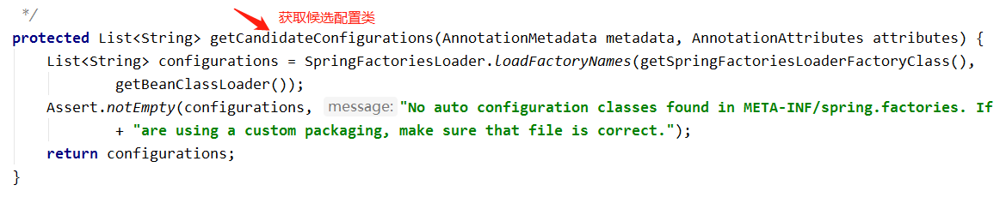 */
获取候选配置类
protected List<String> getCandidateConfigurations(AnnotationMetadata metadata, AnnotationAttributes attributes) {
List<String> configurations = SpringFactoriesLoader.loadFactoryNames(getSpringFactoriesLoaderFactoryClass(),
getBeanClassLoader());
Assert.notEmpty(configurations, message: "No auto configuration classes found in META-INF/spring.factories. If
+ "are using a custom packaging, make sure that file is correct.");
return configurations;
}